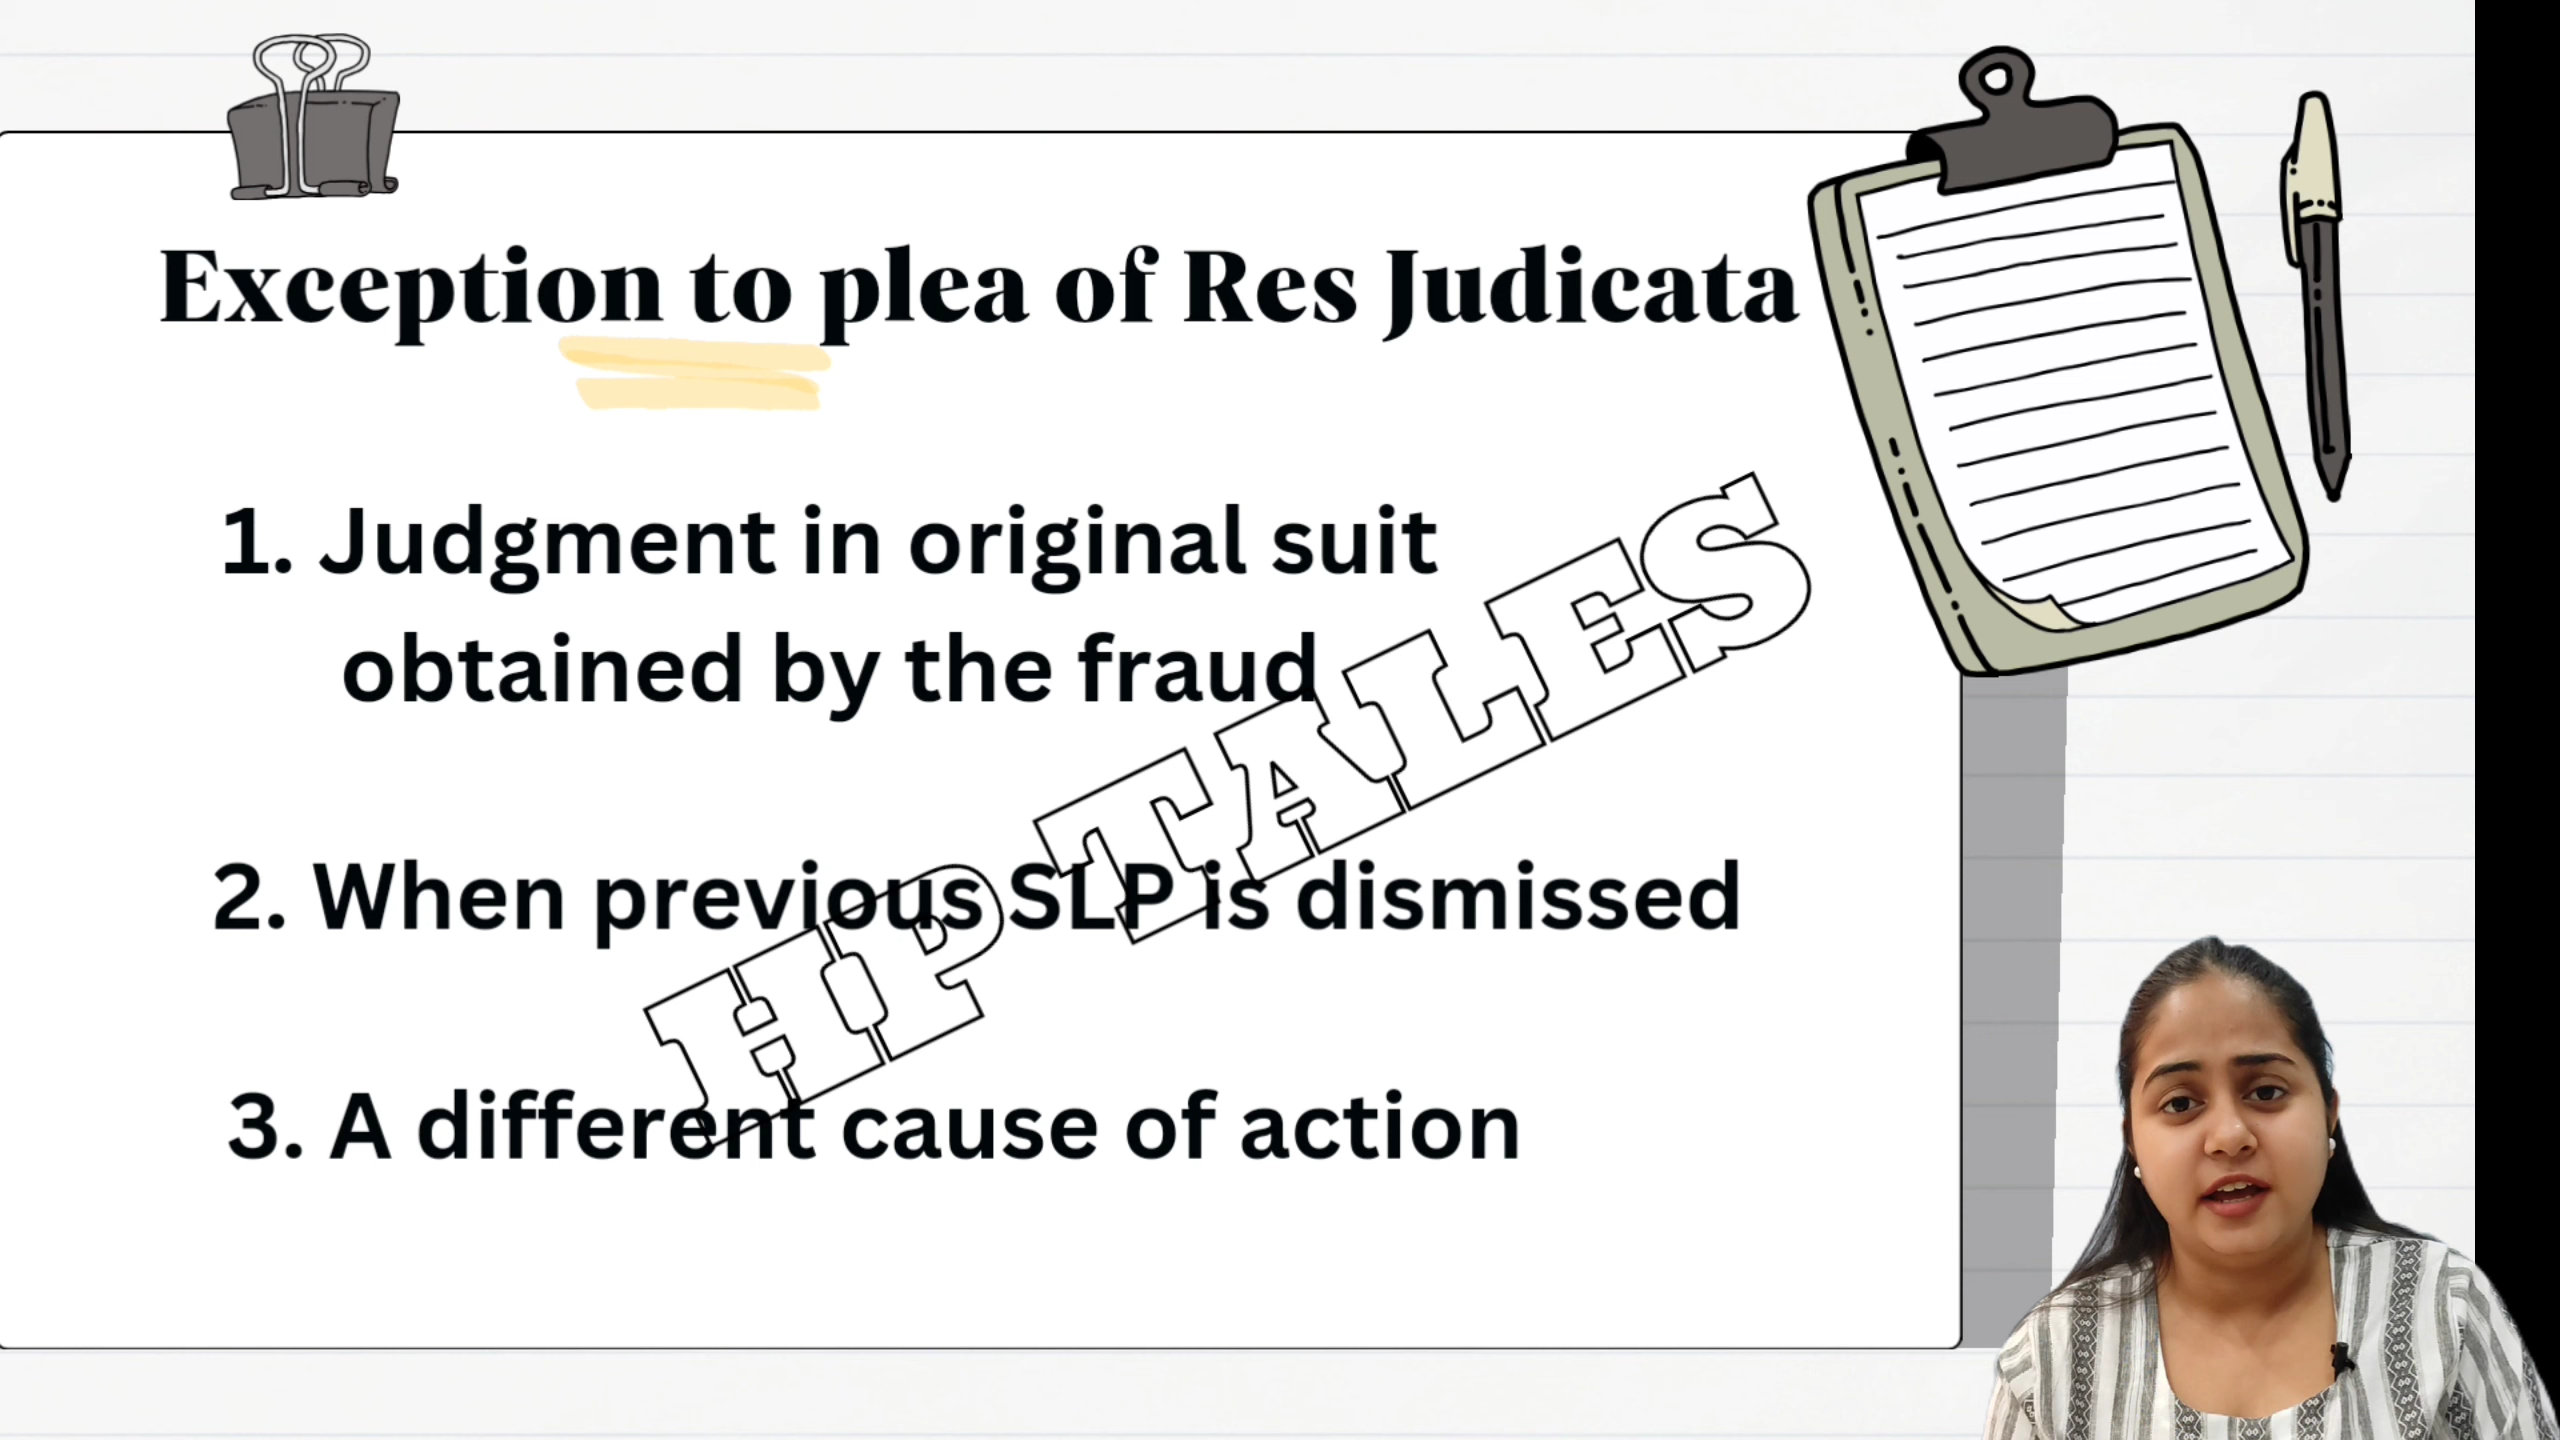 Exception to plea of Res Judicata
1. Judgment in original suit
obtained by the fraud
2. When previous SLP is dismissed
3. A different cause of action
HP TALES